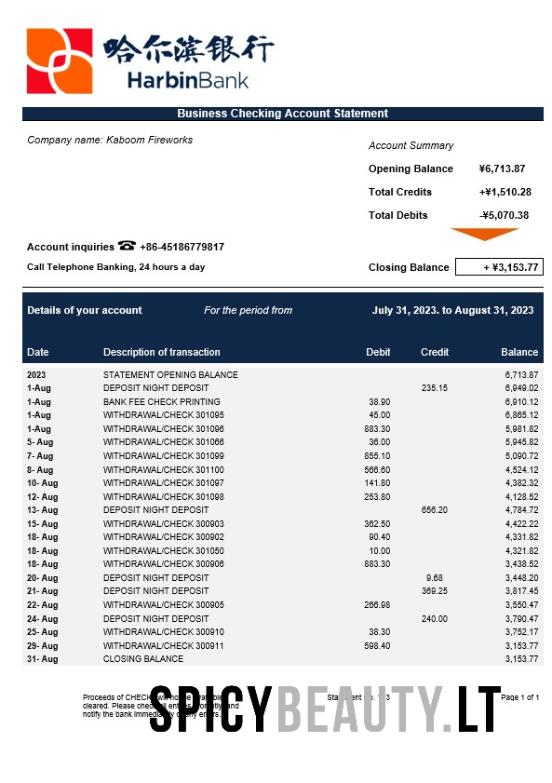 哈尔滨银行
HarbinBank
Business Checking Account Statement
Company name: Kaboom Fireworks
Account Summary
Opening Balance ¥6,713.87
Total Credits +¥1,510.28
Total Debits -¥5,070.38
Account inquiries ☎ +86-45186779817
Call Telephone Banking, 24 hours a day
Closing Balance + ¥3,153.77
Details of your account For the period from July 31, 2023. to August 31, 2023
Date Description of transaction Debit Credit Balance
2023 STATEMENT OPENING BALANCE 6,713.87
1-Aug DEPOSIT NIGHT DEPOSIT 235.15 6,949.02
1-Aug BANK FEE CHECK PRINTING 38.90 6,910.12
1-Aug WITHDRAWAL/CHECK 301095 45.00 6,865.12
1-Aug WITHDRAWAL/CHECK 301096 883.30 5,981.82
5- Aug WITHDRAWAL/CHECK 301066 36.00 5,945.82
7- Aug WITHDRAWAL/CHECK 301099 855.10 5,090.72
8- Aug WITHDRAWAL/CHECK 301100 566.60 4,524.12
10- Aug WITHDRAWAL/CHECK 301097 141.80 4,382.32
12- Aug WITHDRAWAL/CHECK 301098 253.80 4,128.52
13- Aug DEPOSIT NIGHT DEPOSIT 656.20 4,784.72
15- Aug WITHDRAWAL/CHECK 300903 362.50 4,422.22
18- Aug WITHDRAWAL/CHECK 300902 90.40 4,331.82
18- Aug WITHDRAWAL/CHECK 301050 10.00 4,321.82
18- Aug WITHDRAWAL/CHECK 300906 883.30 3,438.52
20- Aug DEPOSIT NIGHT DEPOSIT 9.68 3,448.20
21- Aug DEPOSIT NIGHT DEPOSIT 369.25 3,817.45
22- Aug WITHDRAWAL/CHECK 300905 266.98 3,550.47
24- Aug DEPOSIT NIGHT DEPOSIT 240.00 3,790.47
25- Aug WITHDRAWAL/CHECK 300910 38.30 3,752.17
29- Aug WITHDRAWAL/CHECK 300911 598.40 3,153.77
31- Aug CLOSING BALANCE 3,153.77
Proceeds of CHECK will not be available Page 1 of 1
cleared. Please check all entries and
notify the bank immediately errors.
SPICYBEAUTY.LT